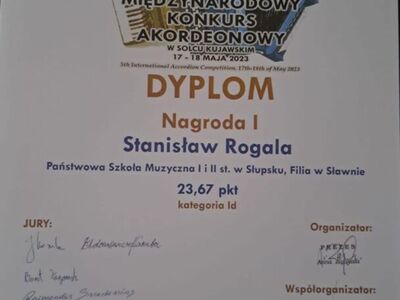 MIĘDZYNARODOWY
KONKURS
AKORDEONOWY
W SOLCU KUJAWSKIM
17 - 18 MAJA 2023
5th International Accordion Competition, 17th-18th of May 2023
DYPLOM
Nagroda I
Stanisław Rogala
Państwowa Szkoła Muzyczna I i II st. w Słupsku, Filia w Sławnie
23,67 pkt
kategoria Id
JURY:
Organizator:
PREZES
Współorganizator: